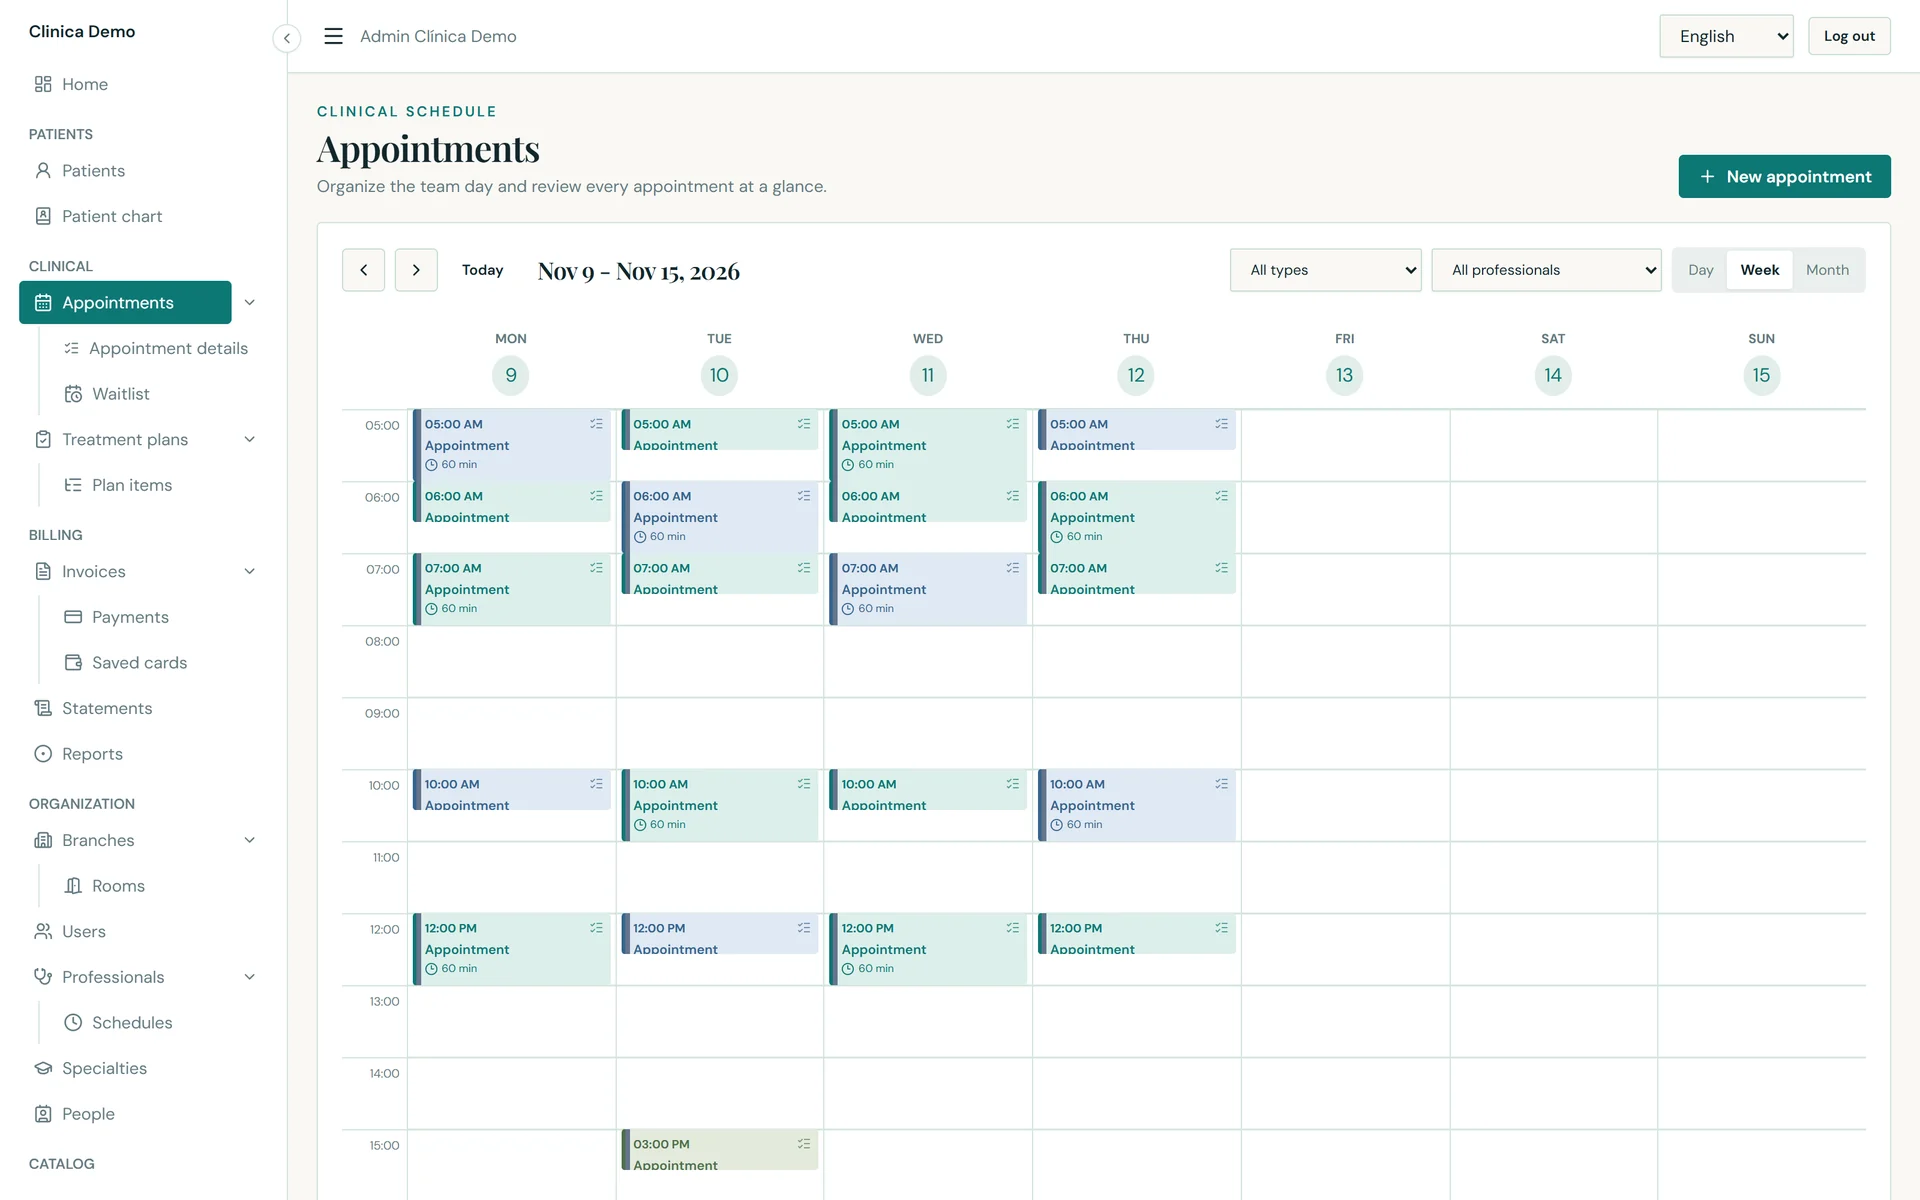 Clinica Demo
Home
PATIENTS
Patients
Patient chart
CLINICAL
Appointments
Appointment details
Waitlist
Treatment plans
Plan items
BILLING
Invoices
Payments
Saved cards
Statements
Reports
ORGANIZATION
Branches
Rooms
Users
Professionals
Schedules
Specialties
People
CATALOG
Admin Clínica Demo
English
Log out
CLINICAL SCHEDULE
Appointments
Organize the team day and review every appointment at a glance.
+ New appointment
Today
Nov 9 – Nov 15, 2026
All types
All professionals
Day
Week
Month
MON TUE WED THU FRI SAT SUN
9 10 11 12 13 14 15
05:00
05:00 AM
Appointment
60 min
05:00 AM
Appointment
05:00 AM
Appointment
60 min
05:00 AM
Appointment
06:00
06:00 AM
Appointment
06:00 AM
Appointment
60 min
06:00 AM
Appointment
06:00 AM
Appointment
60 min
07:00
07:00 AM
Appointment
60 min
07:00 AM
Appointment
07:00 AM
Appointment
60 min
07:00 AM
Appointment
08:00
09:00
10:00
10:00 AM
Appointment
10:00 AM
Appointment
60 min
10:00 AM
Appointment
10:00 AM
Appointment
60 min
11:00
12:00
12:00 PM
Appointment
60 min
12:00 PM
Appointment
12:00 PM
Appointment
60 min
12:00 PM
Appointment
13:00
14:00
15:00
03:00 PM
Appointment